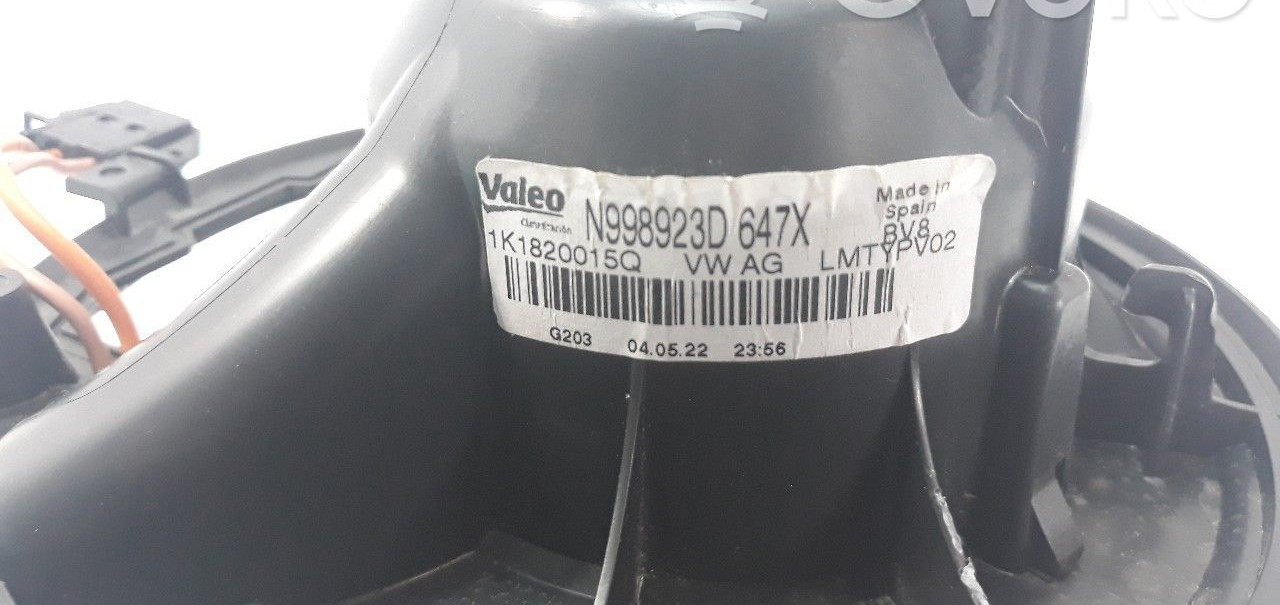 Valeo N998923D 647X Made in
Spain
BV8
1K1820015Q VW AG LMTYPV02
G203 04.05.22 23:56